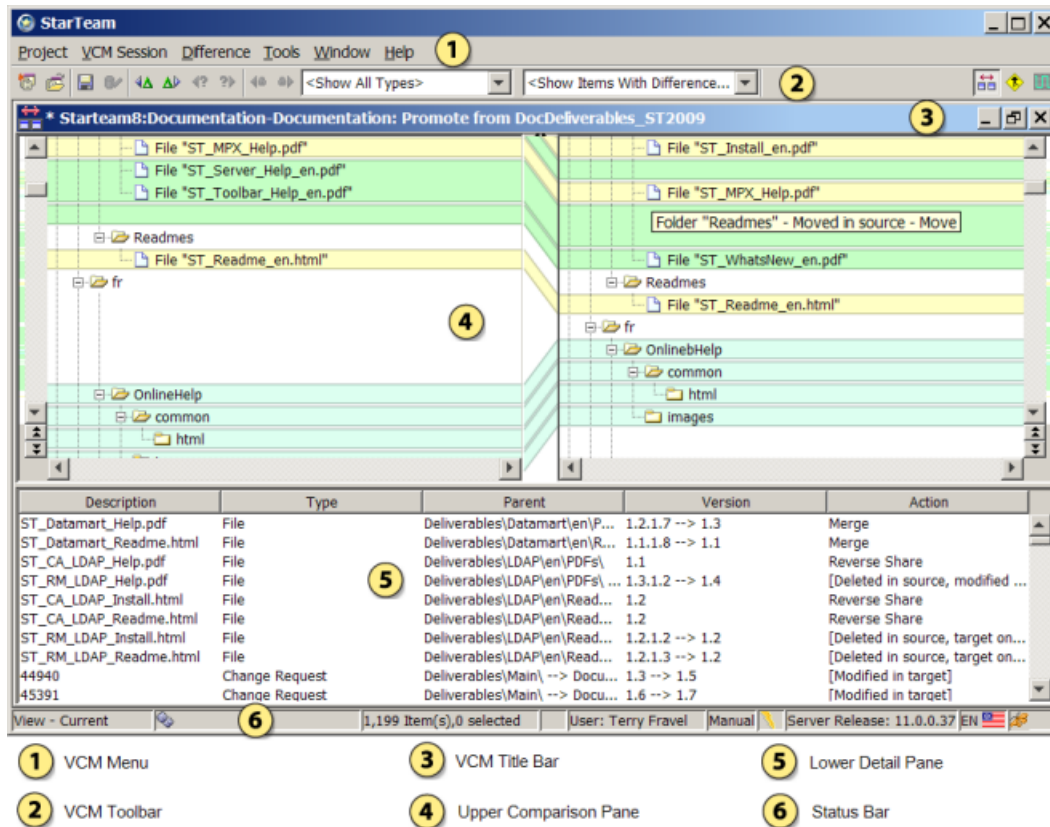 StarTeam
Project VCM Session Difference Tools Window Help 1
<Show All Types> <Show Items With Difference... 2
* Starteam8:Documentation-Documentation: Promote from DocDeliverables_ST2009 3
File "ST_MPX_Help.pdf"
File "ST_Server_Help_en.pdf"
File "ST_Toolbar_Help_en.pdf"
Readmes
File "ST_Readme_en.html"
fr
4
OnlineHelp
common
html
File "ST_Install_en.pdf"
File "ST_MPX_Help.pdf"
Folder "Readmes" - Moved in source - Move
File "ST_WhatsNew_en.pdf"
Readmes
File "ST_Readme_en.html"
fr
OnlinebHelp
common
html
images
Description Type Parent Version Action
ST_Datamart_Help.pdf File Deliverables\Datamart\en\P... 1.2.1.7 --> 1.3 Merge
ST_Datamart_Readme.html File Deliverables\Datamart\en\R... 1.1.1.8 --> 1.1 Merge
ST_CA_LDAP_Help.pdf File Deliverables\LDAP\en\PDFs\ 1.1 Reverse Share
ST_RM_LDAP_Help.pdf File Deliverables\LDAP\en\PDFs\ ... 1.3.1.2 --> 1.4 [Deleted in source, modified ...
5
ST_CA_LDAP_Install.html File Deliverables\LDAP\en\Read... 1.2 Reverse Share
ST_CA_LDAP_Readme.html File Deliverables\LDAP\en\Read... 1.2 Reverse Share
ST_RM_LDAP_Install.html File Deliverables\LDAP\en\Read... 1.2.1.2 --> 1.2 [Deleted in source, target on...
ST_RM_LDAP_Readme.html File Deliverables\LDAP\en\Read... 1.2.1.3 --> 1.2 [Deleted in source, target on...
44940 Change Request Deliverables\Main\ --> Docu... 1.3 --> 1.5 [Modified in target]
45391 Change Request Deliverables\Main\ --> Docu... 1.6 --> 1.7 [Modified in target]
View - Current 6 1,199 Item(s),0 selected User: Terry Fravel Manual Server Release: 11.0.0.37 EN
1 VCM Menu 3 VCM Title Bar 5 Lower Detail Pane
2 VCM Toolbar 4 Upper Comparison Pane 6 Status Bar